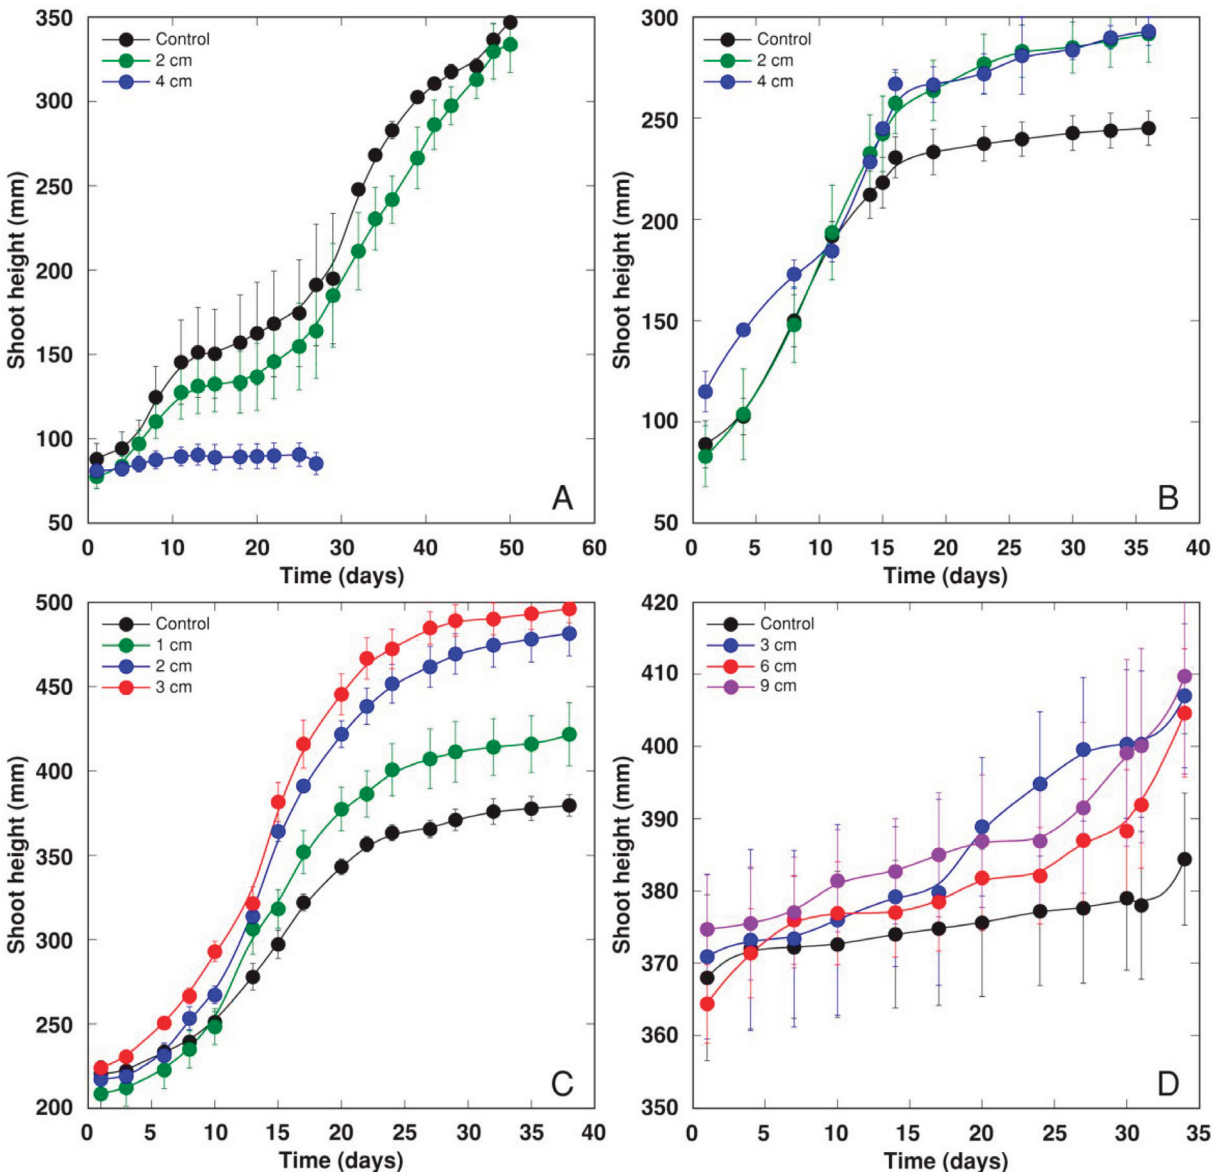 350
300
250
200
150
100
50
Shoot height (mm)
Control
2 cm
4 cm
A
0 10 20 30 40 50 60
Time (days)
300
250
200
150
100
50
Shoot height (mm)
Control
2 cm
4 cm
B
0 5 10 15 20 25 30 35 40
Time (days)
500
450
400
350
300
250
200
Shoot height (mm)
Control
1 cm
2 cm
3 cm
C
0 5 10 15 20 25 30 35 40
Time (days)
420
410
400
390
380
370
360
350
Shoot height (mm)
Control
3 cm
6 cm
9 cm
D
0 5 10 15 20 25 30 35
Time (days)